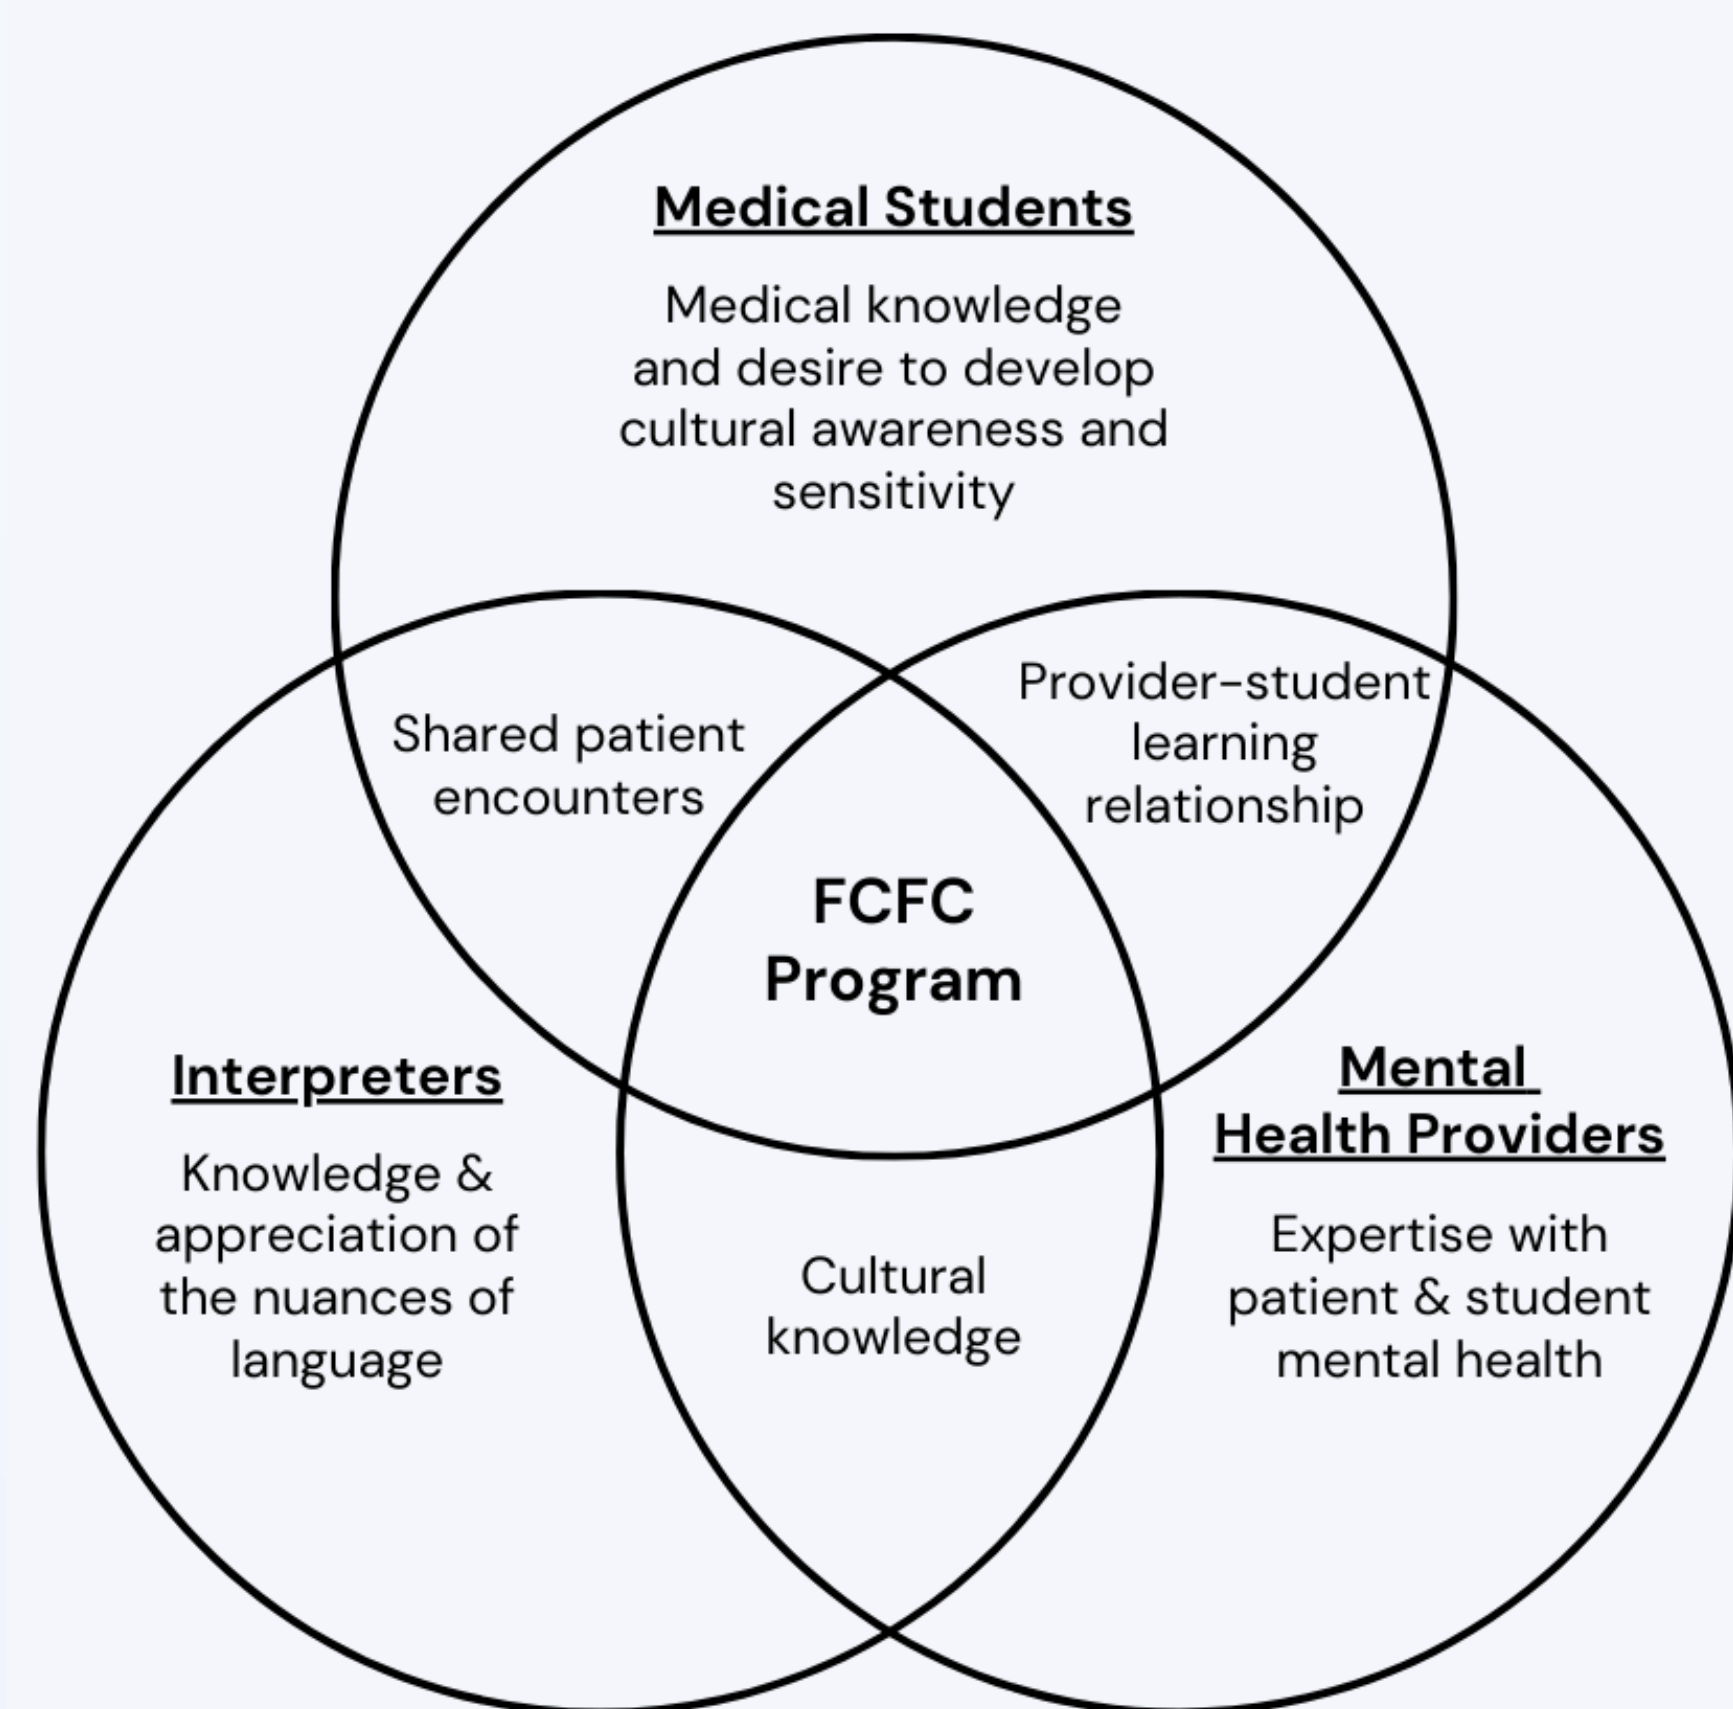 Medical Students
Medical knowledge
and desire to develop
cultural awareness and
sensitivity
Shared patient
encounters
Provider-student
learning
relationship
FCFC
Program
Interpreters
Knowledge &
appreciation of
the nuances of
language
Mental
Health Providers
Expertise with
patient & student
mental health
Cultural
knowledge